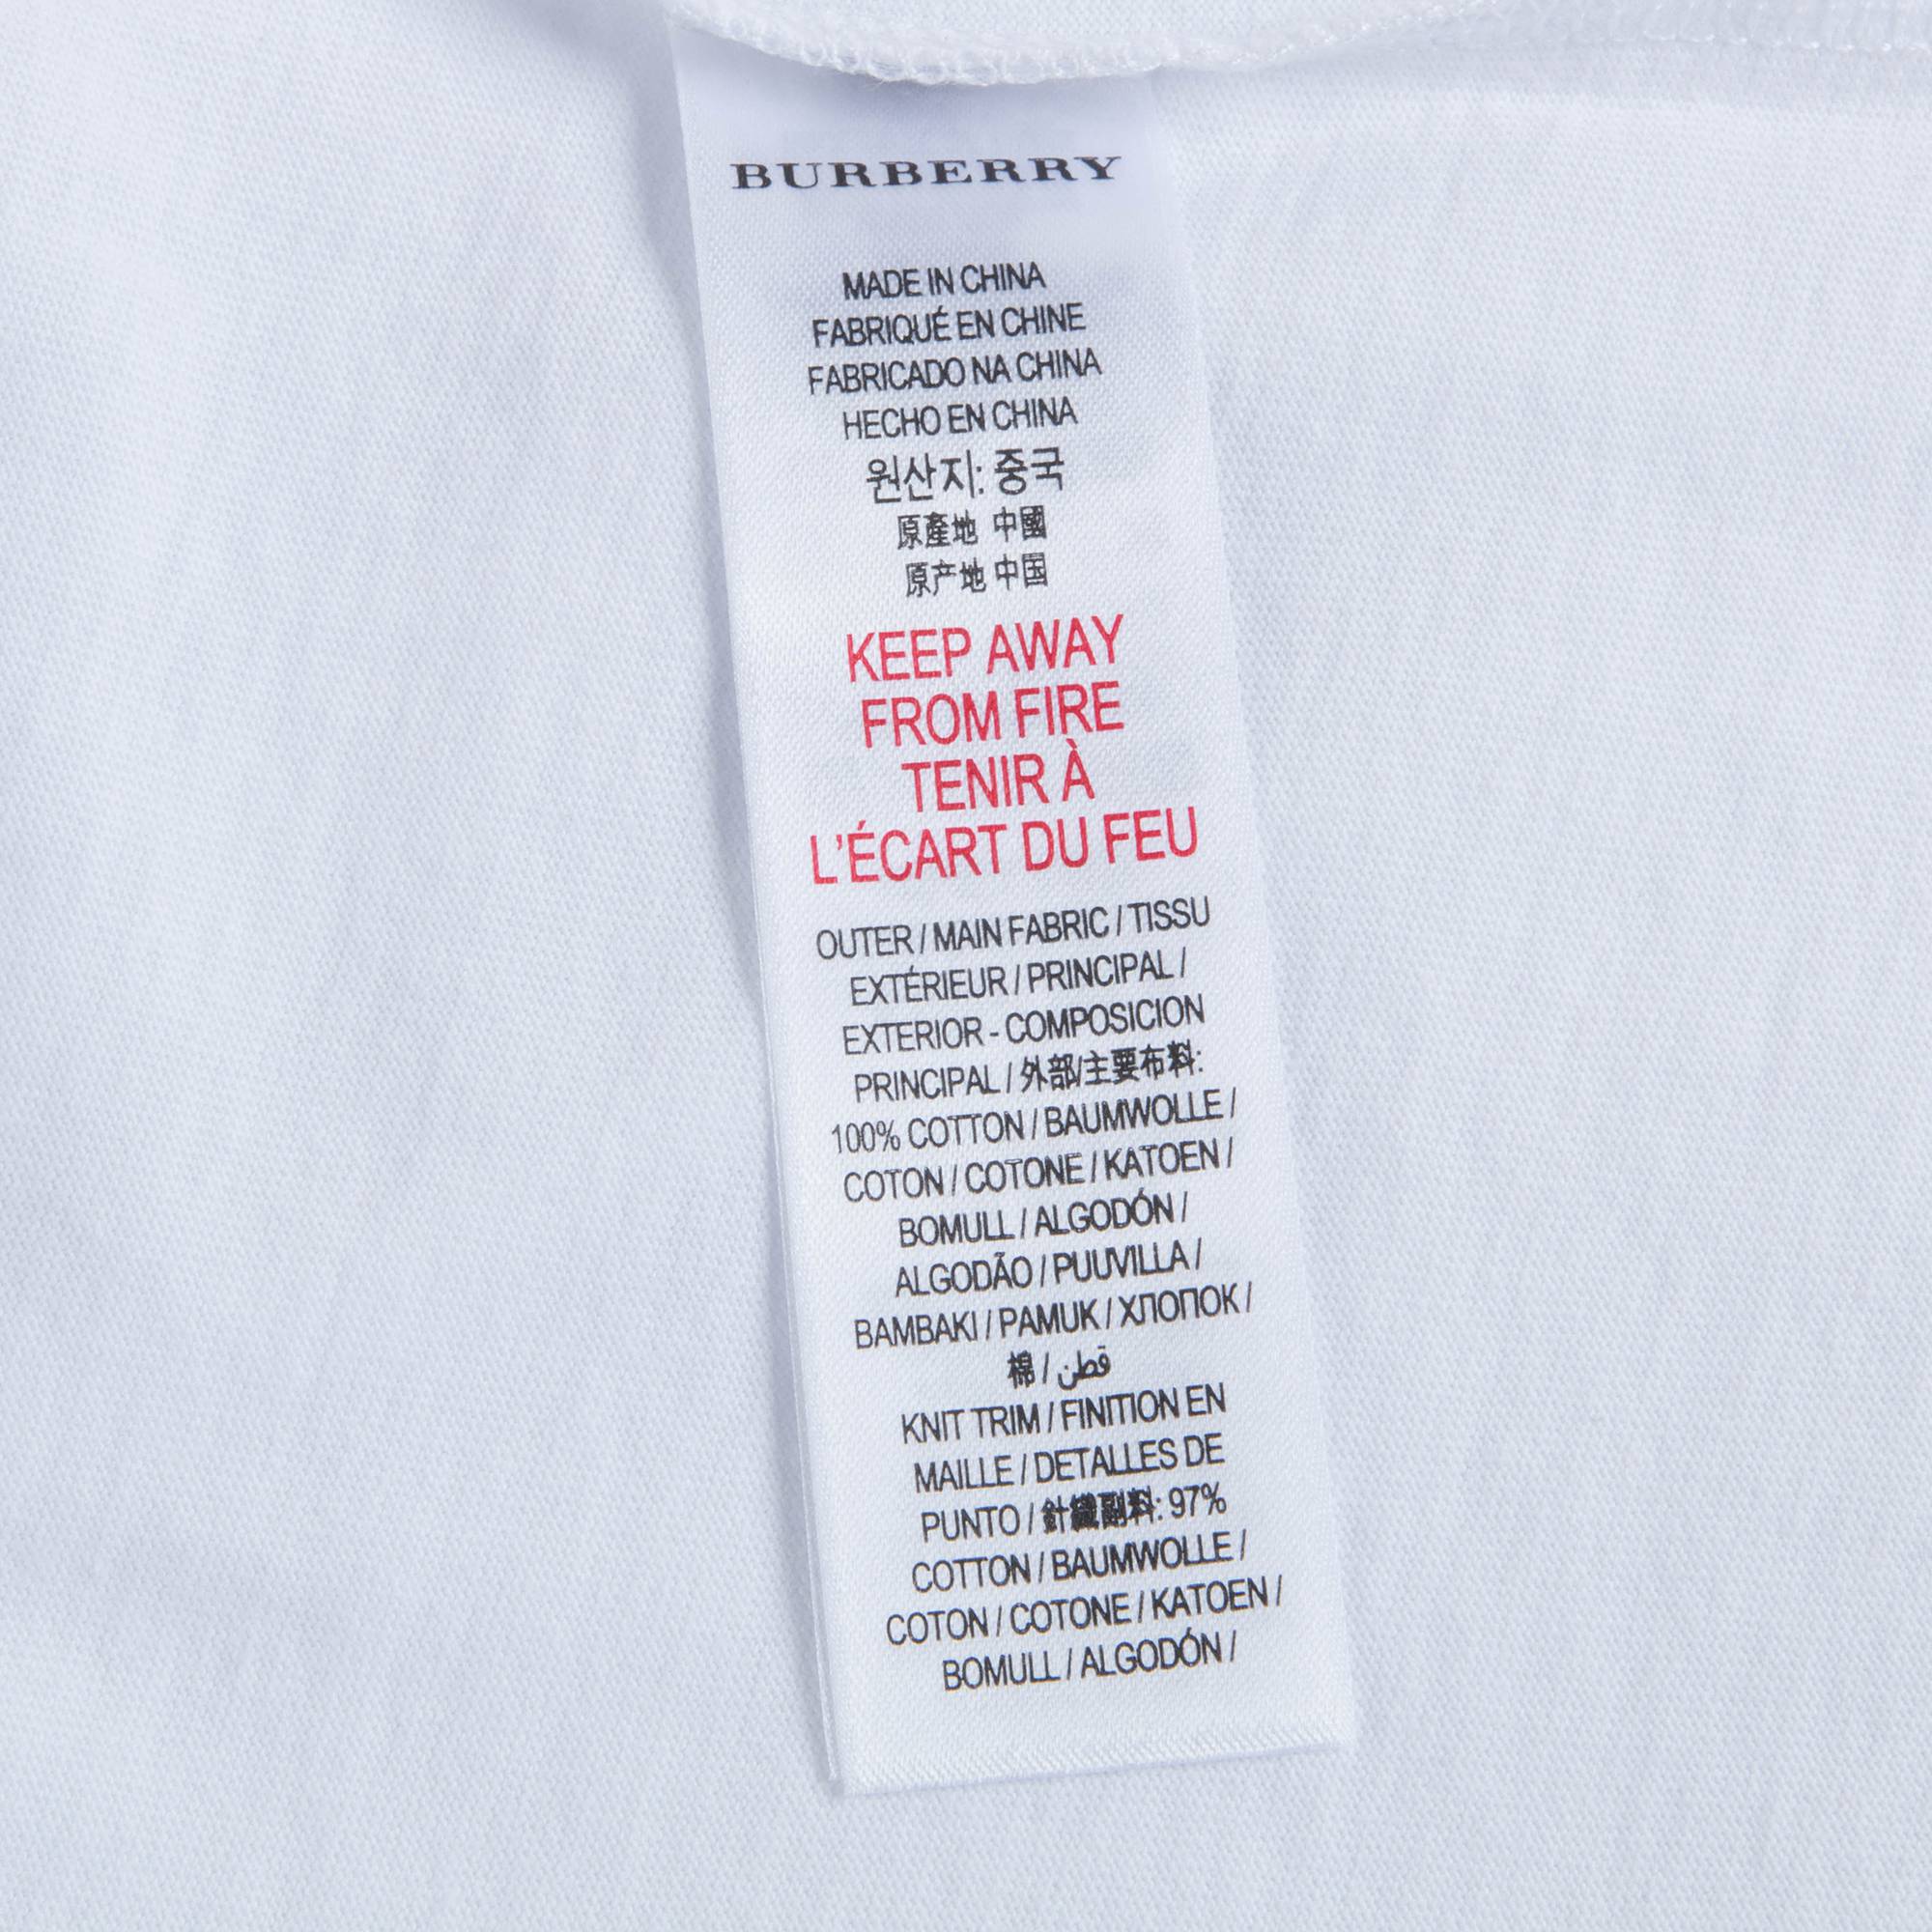 BURBERRY
MADE IN CHINA
FABRIQUÉ EN CHINE
FABRICADO NA CHINA
HECHO EN CHINA
원산지: 중국
原產地 中國
原产地 中国
KEEP AWAY
FROM FIRE
TENIR À
L'ÉCART DU FEU
OUTER / MAIN FABRIC / TISSU
EXTÉRIEUR / PRINCIPAL /
EXTERIOR - COMPOSICION
PRINCIPAL / 外部/主要布料:
100% COTTON / BAUMWOLLE /
COTON / COTONE / KATOEN /
BOMULL / ALGODÓN /
ALGODÃO / PUUVILLA /
BAMBAKI / PAMUK / ХЛОПОК /
棉 / قطن
KNIT TRIM / FINITION EN
MAILLE / DETALLES DE
PUNTO / 針織副料: 97%
COTTON / BAUMWOLLE /
COTON / COTONE / KATOEN /
BOMULL / ALGODÓN /